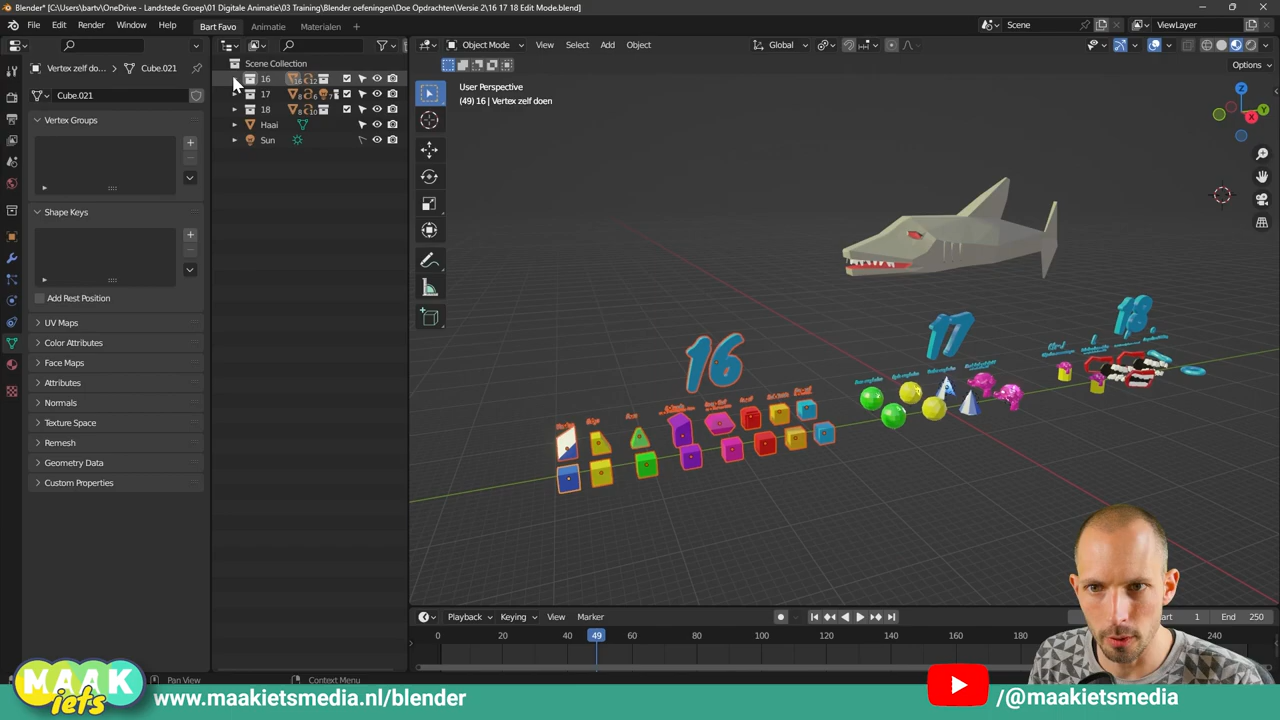 Blender* [C:\Users\bartv\OneDrive - Landstede Groep\01 Digitale Animatie\03 Training\Blender oefeningen\Doe Opdrachten\Versie 2\16 17 18 Edit Mode.blend]
File Edit Render Window Help Bart Favo Animatie Materialen Scene ViewLayer
Object Mode View Select Add Object Global Options
Vertex zelf do... Cube.021
Cube.021
Vertex Groups
Shape Keys
Add Rest Position
UV Maps
Color Attributes
Face Maps
Attributes
Normals
Texture Space
Remesh
Geometry Data
Custom Properties
Scene Collection
16
17
18
Haai
Sun
User Perspective
(49) 16 | Vertex zelf doen
Z
Y
X
16
17
18
Playback Keying View Marker 1 End 250
0 20 40 49 60 80 100 120 140 160 180 240
Pan View Context Menu
MAAK
iets
www.maakietsmedia.nl/blender
/@maakietsmedia